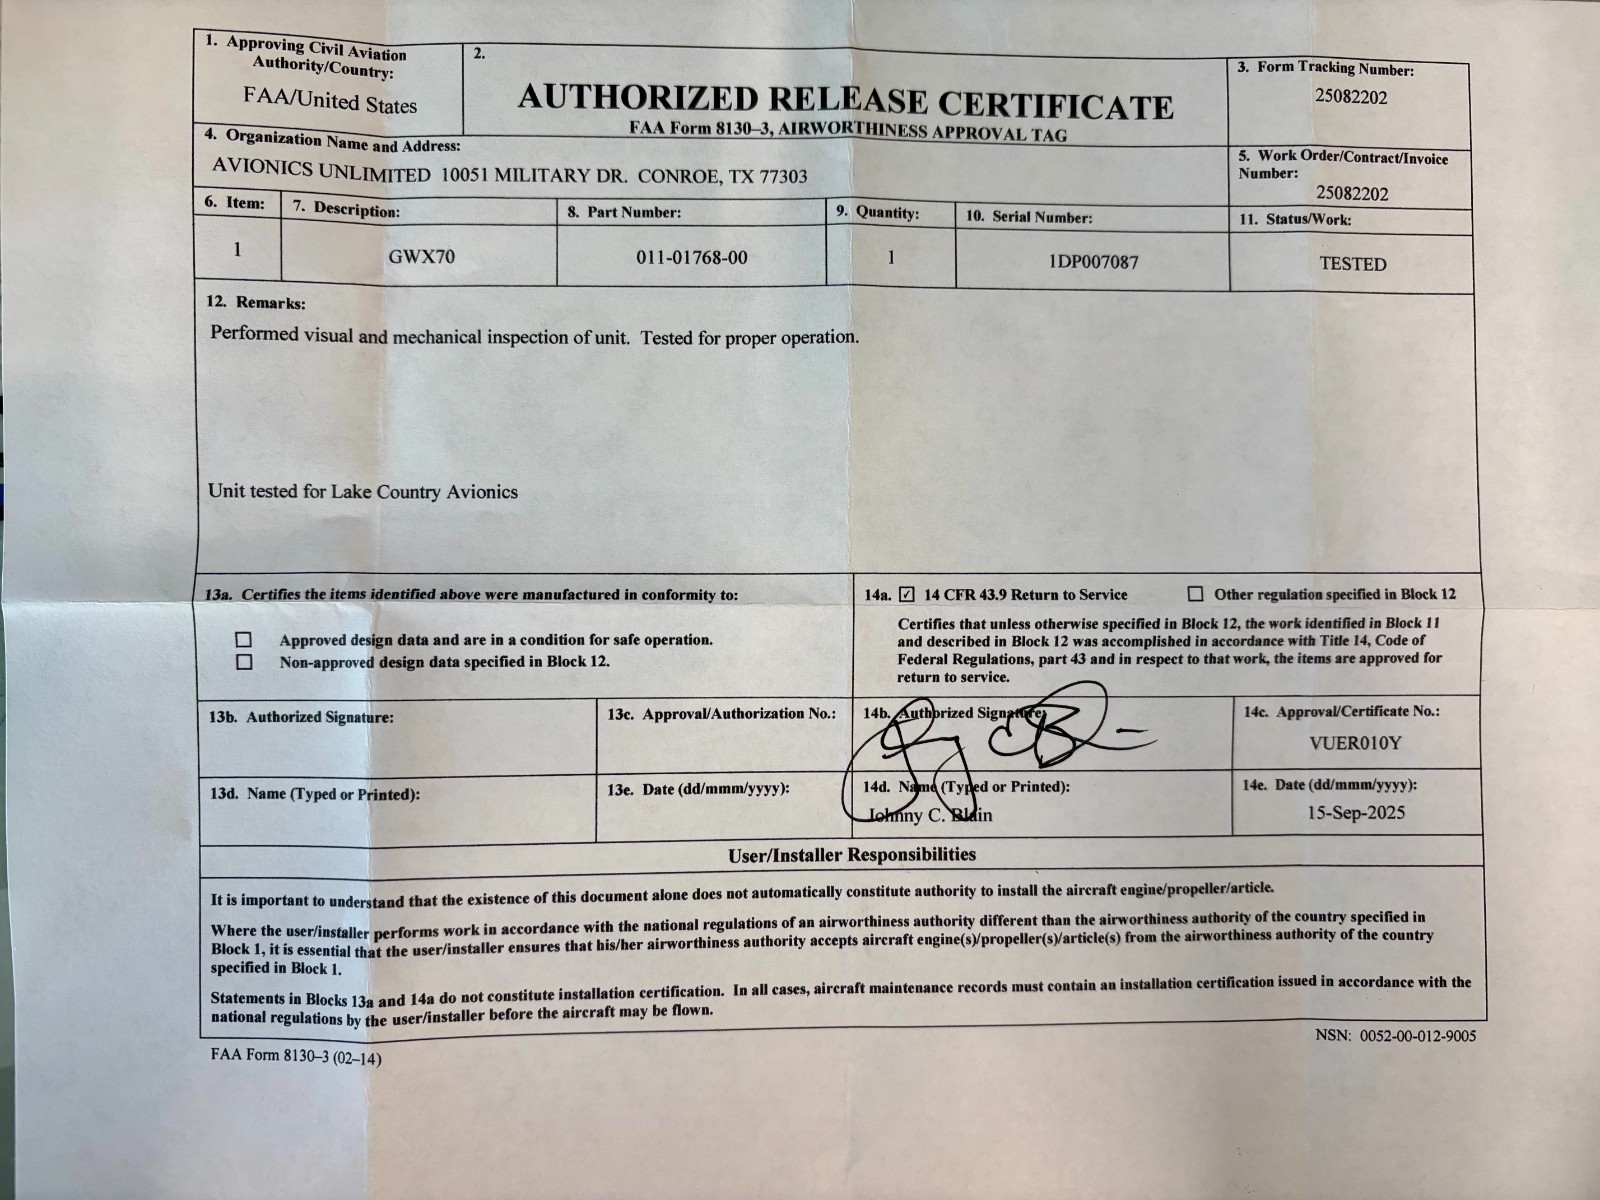 1. Approving Civil Aviation
Authority/Country:
FAA/United States
2.
AUTHORIZED RELEASE CERTIFICATE
FAA Form 8130–3, AIRWORTHINESS APPROVAL TAG
3. Form Tracking Number:
25082202
4. Organization Name and Address:
AVIONICS UNLIMITED 10051 MILITARY DR. CONROE, TX 77303
5. Work Order/Contract/Invoice
Number:
25082202
6. Item:
7. Description:
8. Part Number:
9. Quantity:
10. Serial Number:
11. Status/Work:
1
GWX70
011-01768-00
1
1DP007087
TESTED
12. Remarks:
Performed visual and mechanical inspection of unit. Tested for proper operation.
Unit tested for Lake Country Avionics
13a. Certifies the items identified above were manufactured in conformity to:
Approved design data and are in a condition for safe operation.
Non-approved design data specified in Block 12.
14a. ☑ 14 CFR 43.9 Return to Service ☐ Other regulation specified in Block 12
Certifies that unless otherwise specified in Block 12, the work identified in Block 11
and described in Block 12 was accomplished in accordance with Title 14, Code of
Federal Regulations, part 43 and in respect to that work, the items are approved for
return to service.
13b. Authorized Signature:
13c. Approval/Authorization No.:
14b. Authorized Signature:
14c. Approval/Certificate No.:
VUER010Y
13d. Name (Typed or Printed):
13e. Date (dd/mmm/yyyy):
14d. Name (Typed or Printed):
Johnny C. Blain
14e. Date (dd/mmm/yyyy):
15-Sep-2025
User/Installer Responsibilities
It is important to understand that the existence of this document alone does not automatically constitute authority to install the aircraft engine/propeller/article.
Where the user/installer performs work in accordance with the national regulations of an airworthiness authority different than the airworthiness authority of the country specified in
Block 1, it is essential that the user/installer ensures that his/her airworthiness authority accepts aircraft engine(s)/propeller(s)/article(s) from the airworthiness authority of the country
specified in Block 1.
Statements in Blocks 13a and 14a do not constitute installation certification. In all cases, aircraft maintenance records must contain an installation certification issued in accordance with the
national regulations by the user/installer before the aircraft may be flown.
FAA Form 8130–3 (02–14)
NSN: 0052-00-012-9005